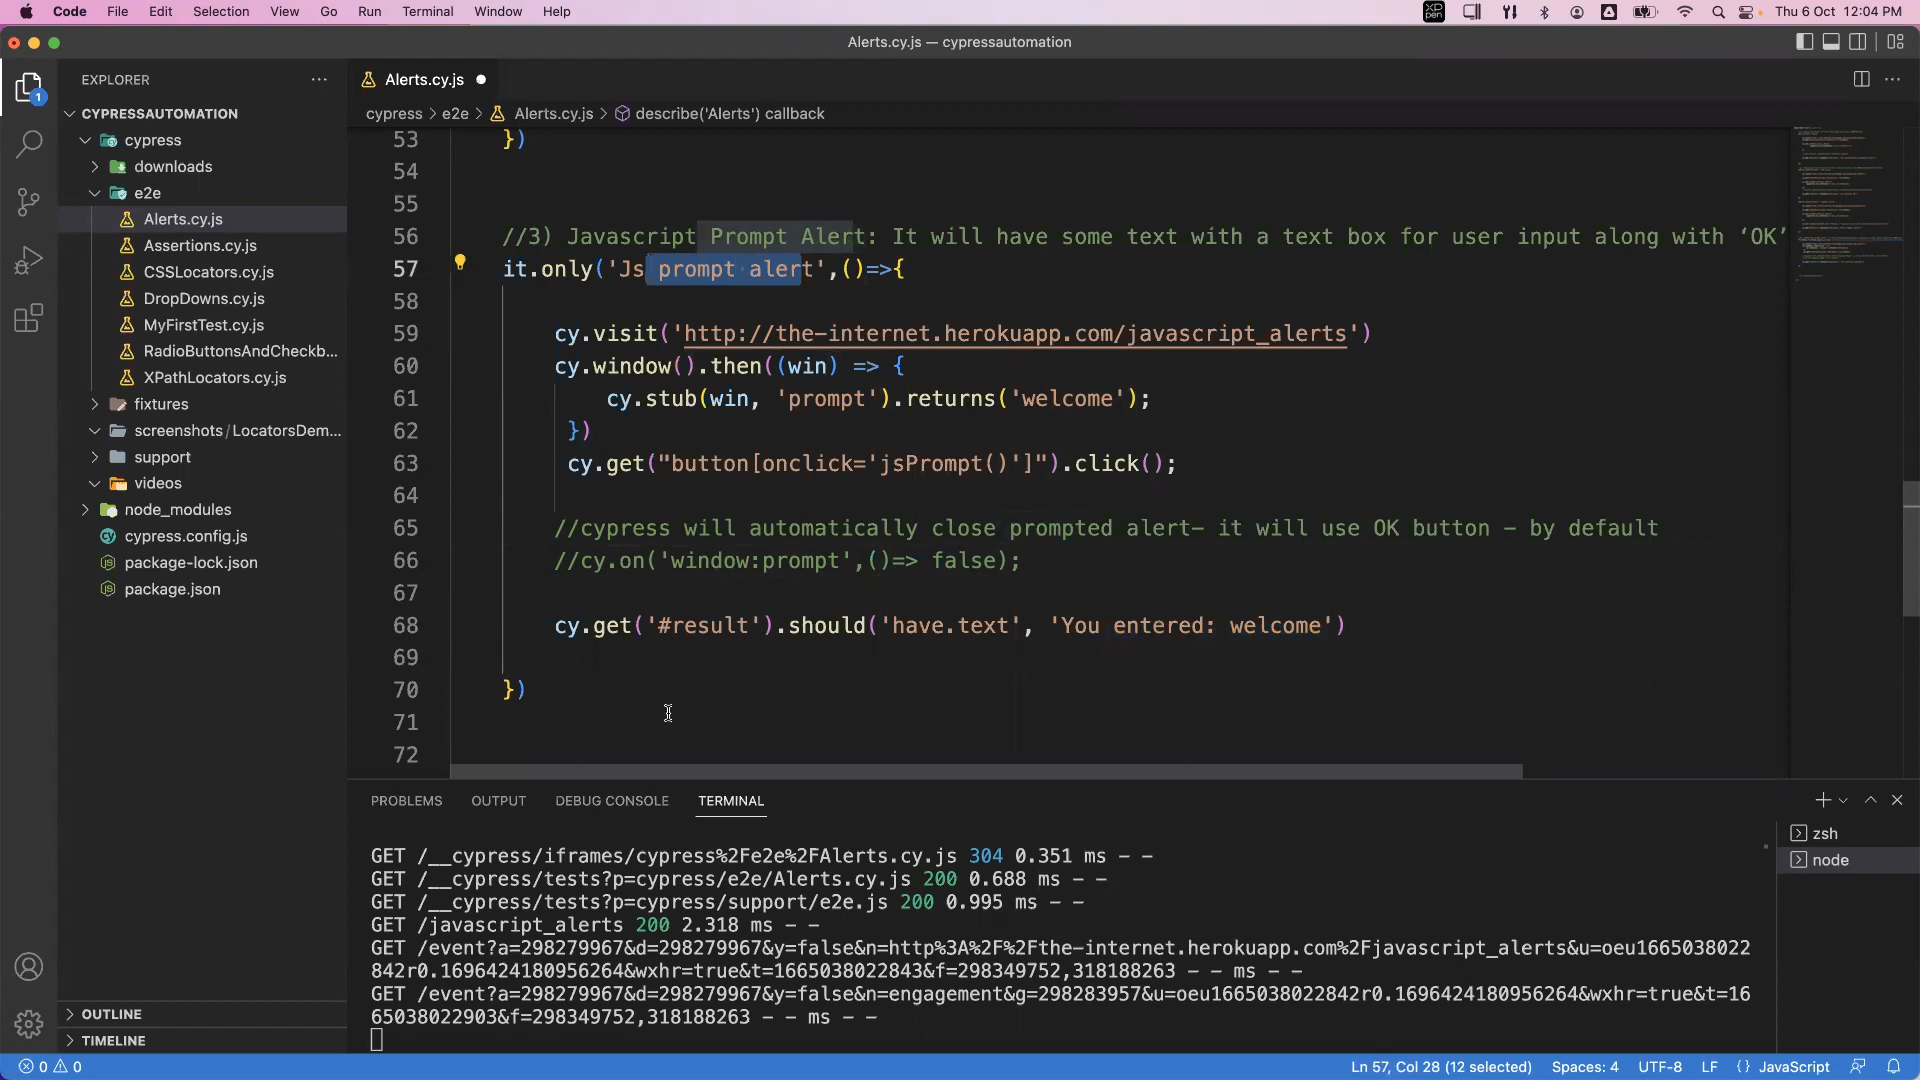 Code File Edit Selection View Go Run Terminal Window Help XP pen Thu 6 Oct 12:04 PM
Alerts.cy.js — cypressautomation
EXPLORER
Alerts.cy.js
1
CYPRESSAUTOMATION
cypress > e2e > Alerts.cy.js > describe('Alerts') callback
cypress
downloads
e2e
Alerts.cy.js
Assertions.cy.js
CSSLocators.cy.js
DropDowns.cy.js
MyFirstTest.cy.js
RadioButtonsAndCheckb...
XPathLocators.cy.js
fixtures
screenshots/LocatorsDem...
support
videos
node_modules
cypress.config.js
package-lock.json
package.json
OUTLINE
TIMELINE
53 })
54
55
56 //3) Javascript Prompt Alert: It will have some text with a text box for user input along with ‘OK’
57 it.only('Js prompt alert',()=>{
58
59 cy.visit('http://the-internet.herokuapp.com/javascript_alerts')
60 cy.window().then((win) => {
61 cy.stub(win, 'prompt').returns('welcome');
62 })
63 cy.get("button[onclick='jsPrompt()']").click();
64
65 //cypress will automatically close prompted alert- it will use OK button - by default
66 //cy.on('window:prompt',()=> false);
67
68 cy.get('#result').should('have.text', 'You entered: welcome')
69
70 })
71
72
PROBLEMS OUTPUT DEBUG CONSOLE TERMINAL
GET /__cypress/iframes/cypress%2Fe2e%2FAlerts.cy.js 304 0.351 ms - -
GET /__cypress/tests?p=cypress/e2e/Alerts.cy.js 200 0.688 ms - -
GET /__cypress/tests?p=cypress/support/e2e.js 200 0.995 ms - -
GET /javascript_alerts 200 2.318 ms - -
GET /event?a=298279967&d=298279967&y=false&n=http%3A%2F%2Fthe-internet.herokuapp.com%2Fjavascript_alerts&u=oeu1665038022
842r0.1696424180956264&wxhr=true&t=1665038022843&f=298349752,318188263 - - ms - -
GET /event?a=298279967&d=298279967&y=false&n=engagement&g=298283957&u=oeu1665038022842r0.1696424180956264&wxhr=true&t=16
65038022903&f=298349752,318188263 - - ms - -
zsh
node
0 0 Ln 57, Col 28 (12 selected) Spaces: 4 UTF-8 LF {} JavaScript